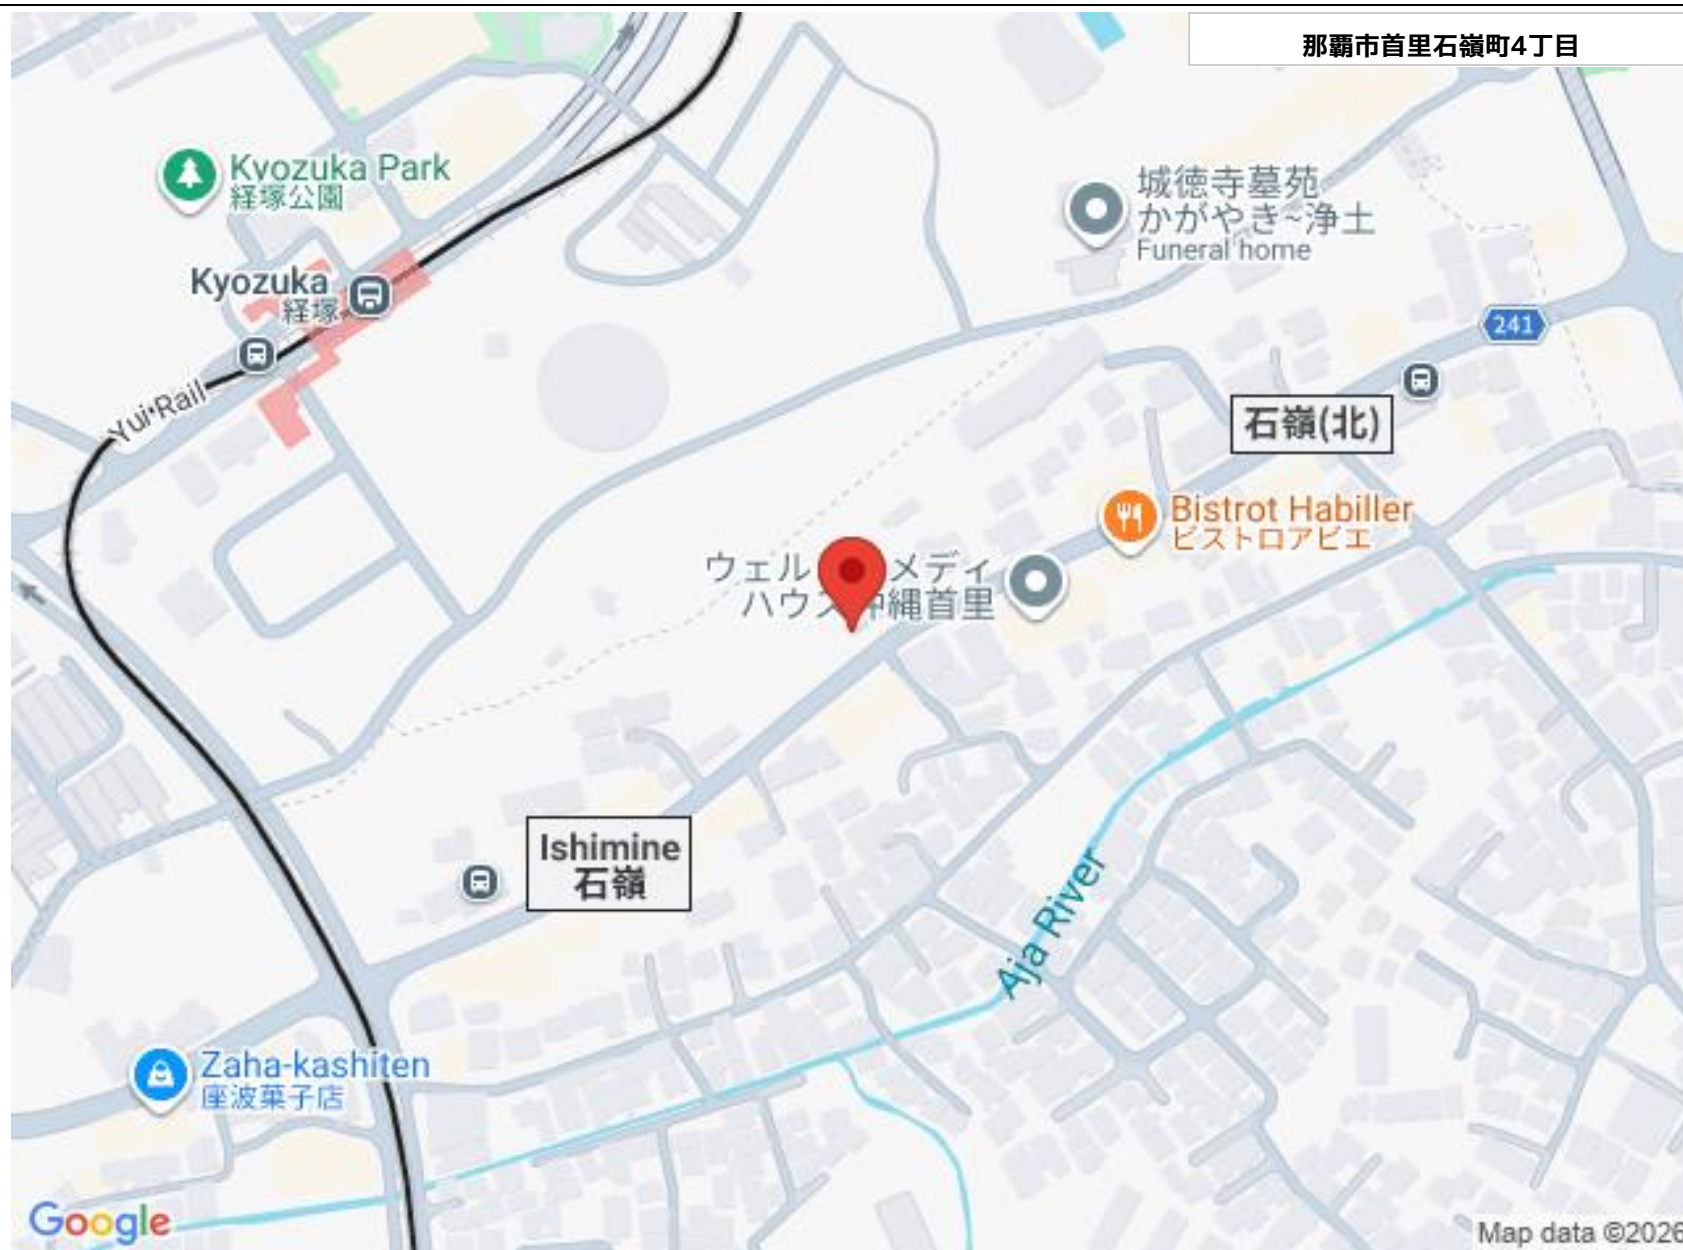 那覇市首里石嶺町4丁目
Kyozuka Park
経塚公園
城徳寺墓苑
かがやき~浄土
Funeral home
Kyozuka
経塚
241
Yui Rail
石嶺(北)
Bistrot Habiller
ビストロアビエ
ウェル メディ
ハウス沖縄首里
Ishimine
石嶺
Aja River
Zaha-kashiten
座波菓子店
Google
Map data ©2026